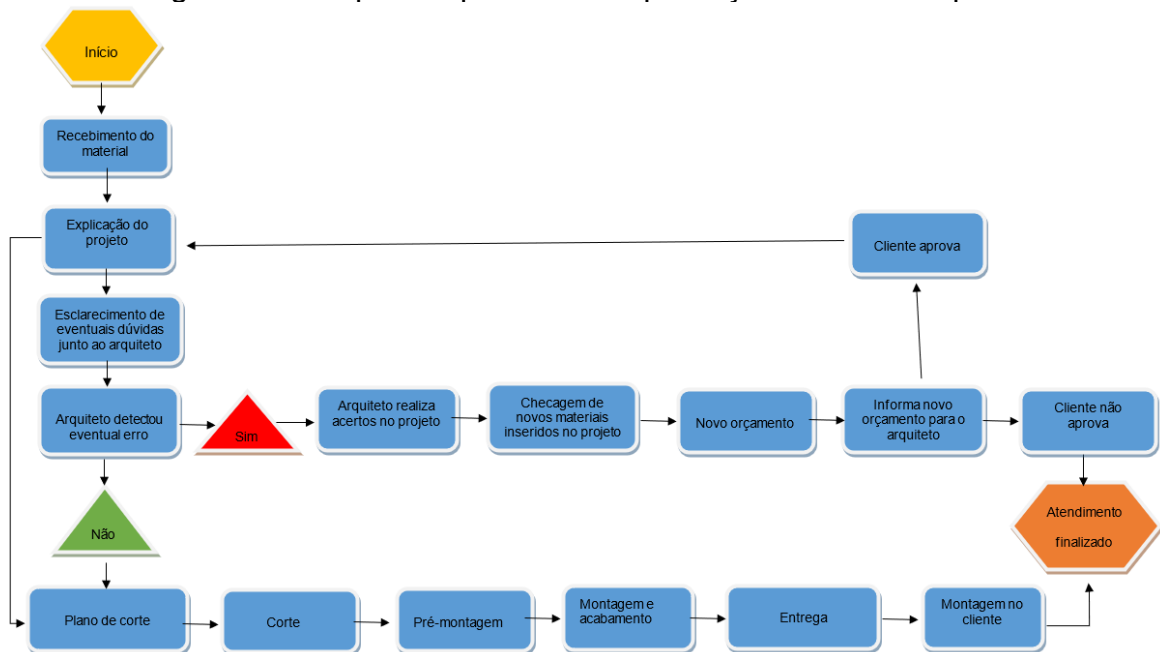 Início
Recebimento do
material
Explicação do
projeto
Cliente aprova
Esclarecimento de
eventuais dúvidas
junto ao arquiteto
Arquiteto detectou
eventual erro
Sim
Arquiteto realiza
acertos no projeto
Checagem de
novos materiais
inseridos no projeto
Novo orçamento
Informa novo
orçamento para o
arquiteto
Cliente não
aprova
Não
Atendimento
finalizado
Plano de corte
Corte
Pré-montagem
Montagem e
acabamento
Entrega
Montagem no
cliente